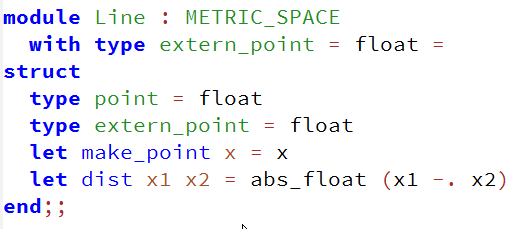 module Line : METRIC_SPACE
with type extern_point = float =
struct
type point = float
type extern_point = float
let make_point x = x
let dist x1 x2 = abs_float (x1 -. x2)
end;;